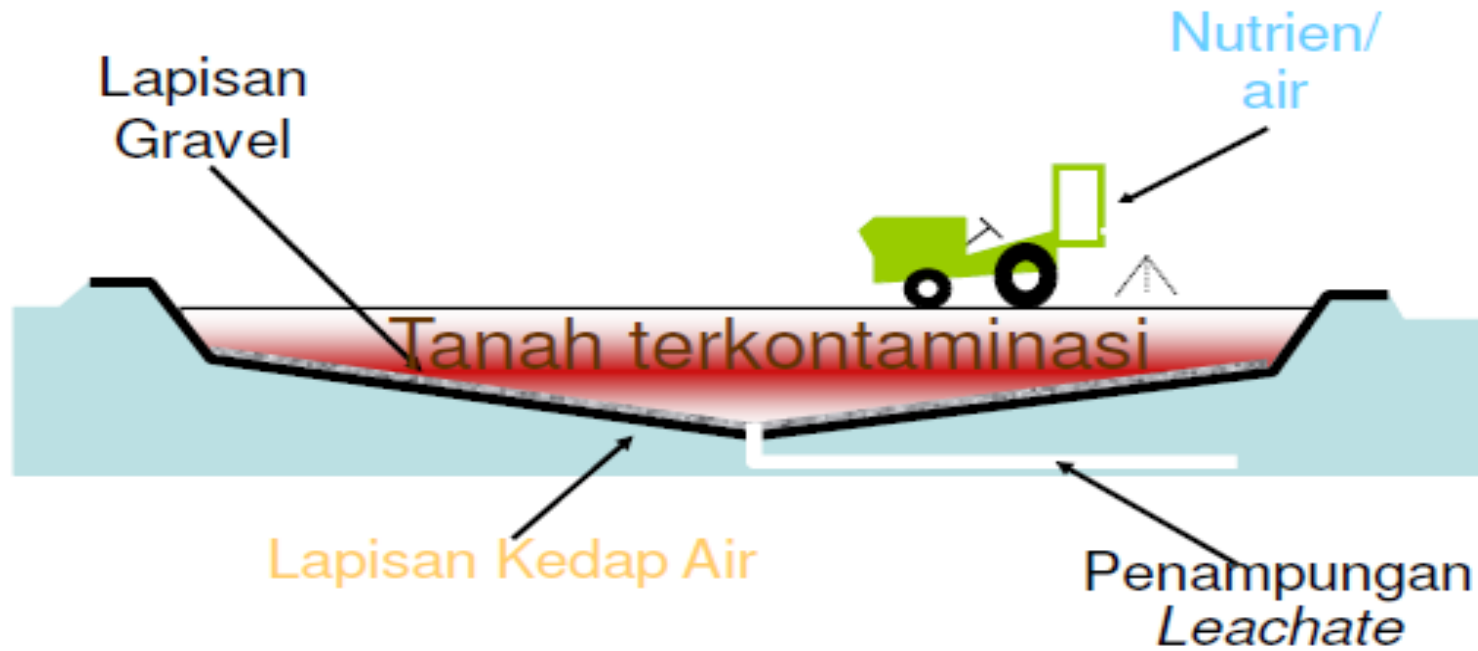 Nutrien/
air
Lapisan
Gravel
Tanah terkontaminasi
Lapisan Kedap Air
Penampungan
Leachate